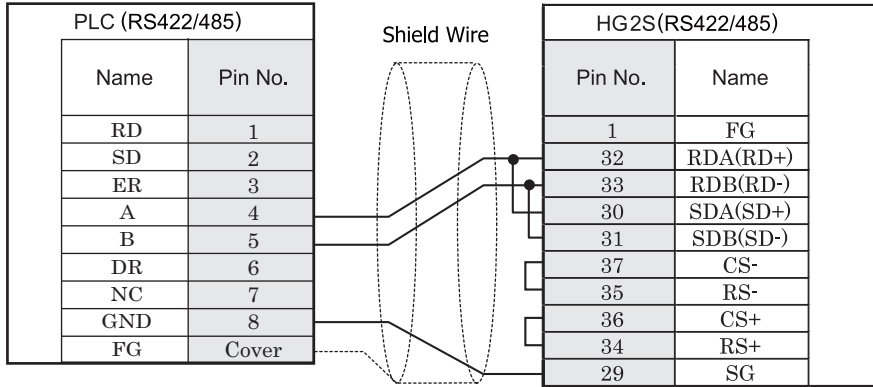 PLC (RS422/485)
Name Pin No.
RD 1
SD 2
ER 3
A 4
B 5
DR 6
NC 7
GND 8
FG Cover
Shield Wire
HG2S(RS422/485)
Pin No. Name
1 FG
32 RDA(RD+)
33 RDB(RD-)
30 SDA(SD+)
31 SDB(SD-)
37 CS-
35 RS-
36 CS+
34 RS+
29 SG